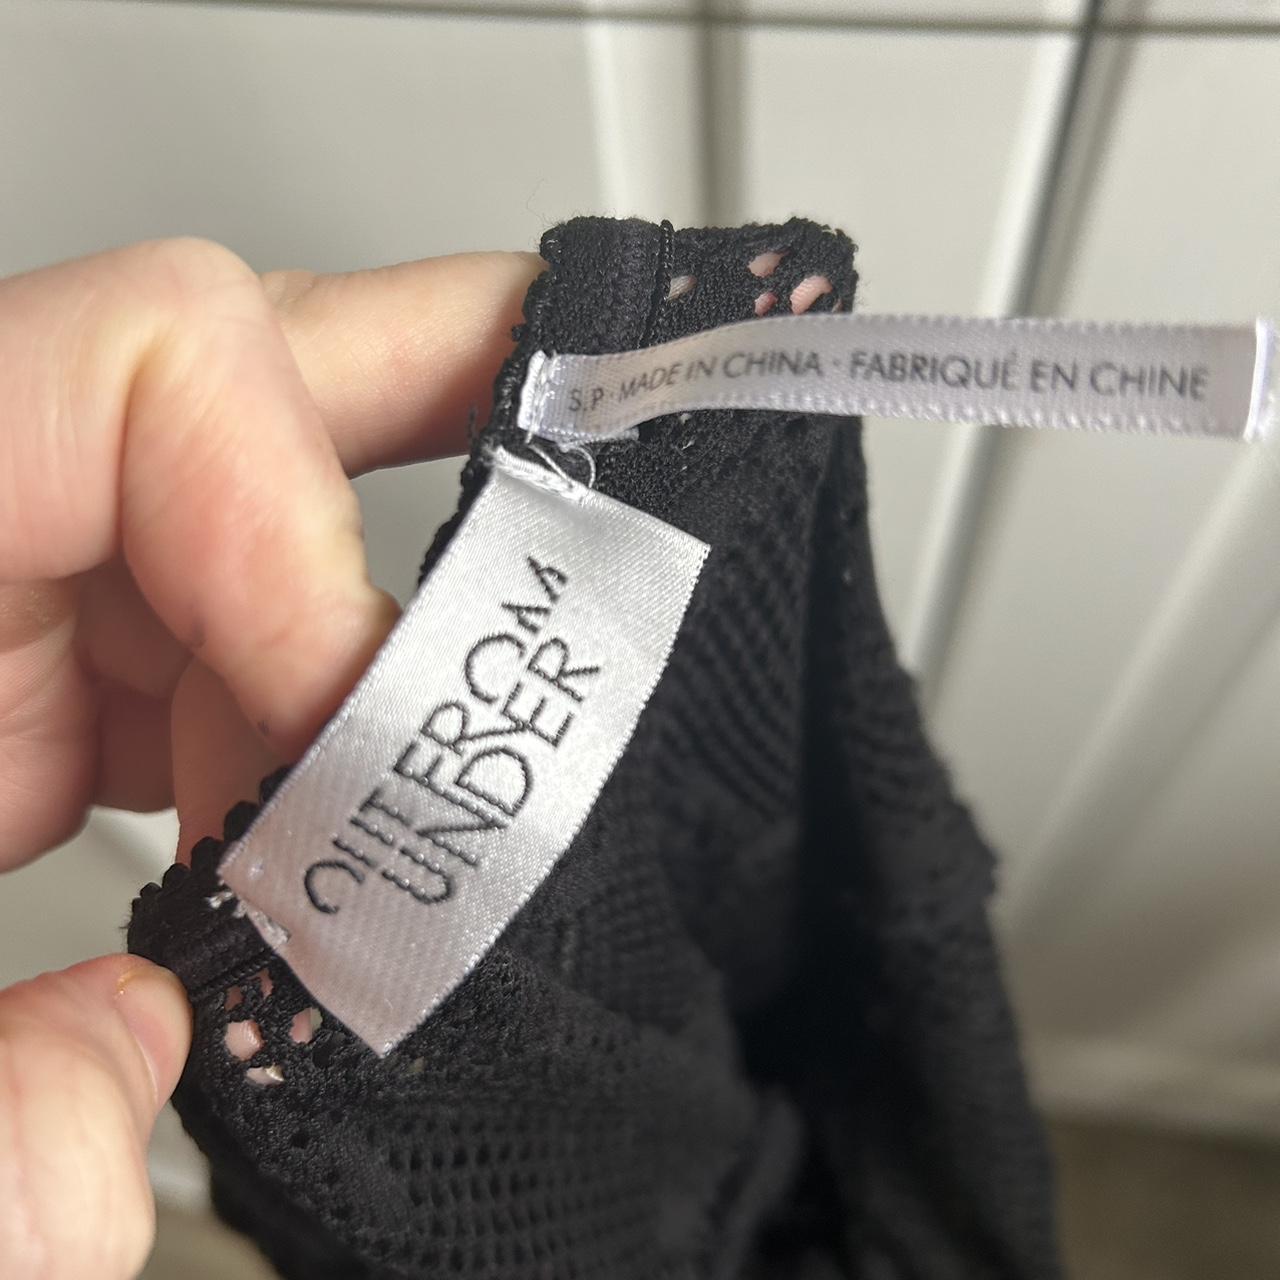 S.P · MADE IN CHINA · FABRIQUÉ EN CHINE
OUT FROM
UNDER